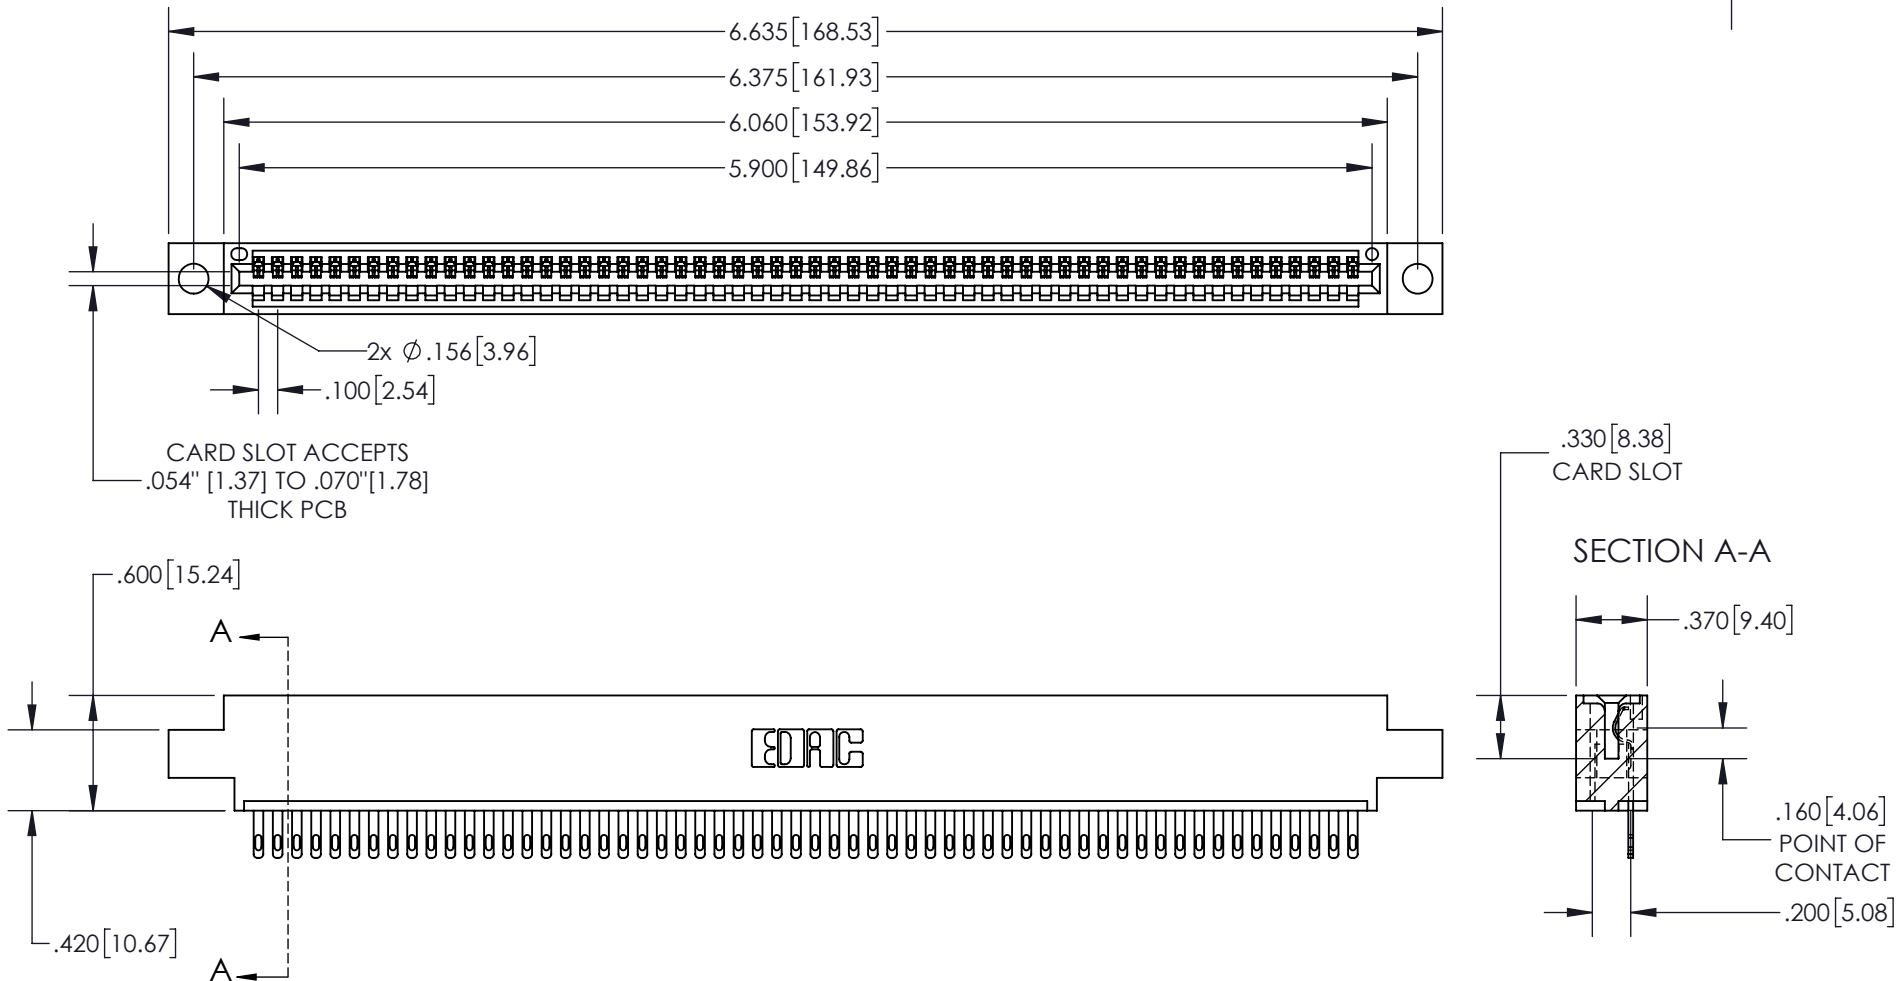 6.635[168.53]
6.375[161.93]
6.060[153.92]
5.900[149.86]
2x Ø.156[3.96]
.100[2.54]
CARD SLOT ACCEPTS
.054" [1.37] TO .070"[1.78]
THICK PCB
.330[8.38]
CARD SLOT
SECTION A-A
.600[15.24]
.370[9.40]
A
EDAC
.160[4.06]
POINT OF
CONTACT
.200[5.08]
.420[10.67]
A